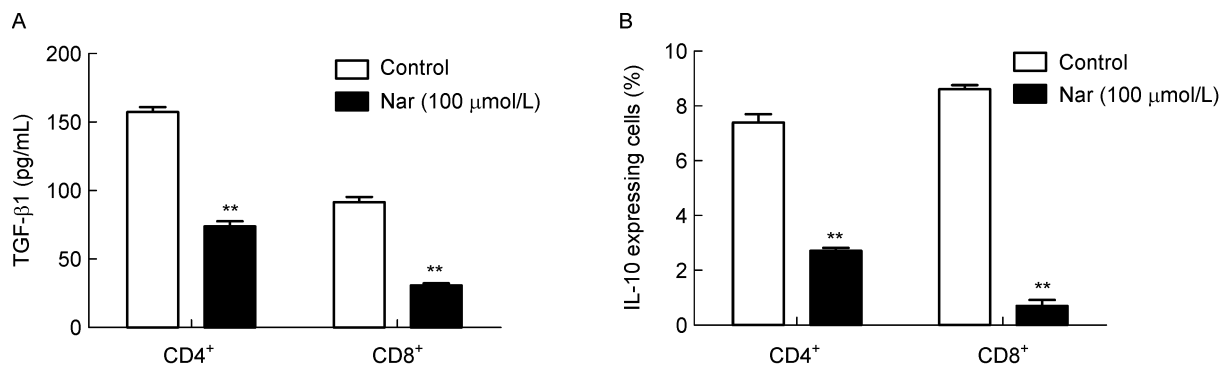 A
TGF-β1 (pg/mL)
200
150
100
50
0
Control
Nar (100 μmol/L)
**
**
CD4+
CD8+
B
IL-10 expressing cells (%)
10
8
6
4
2
0
Control
Nar (100 μmol/L)
**
**
CD4+
CD8+